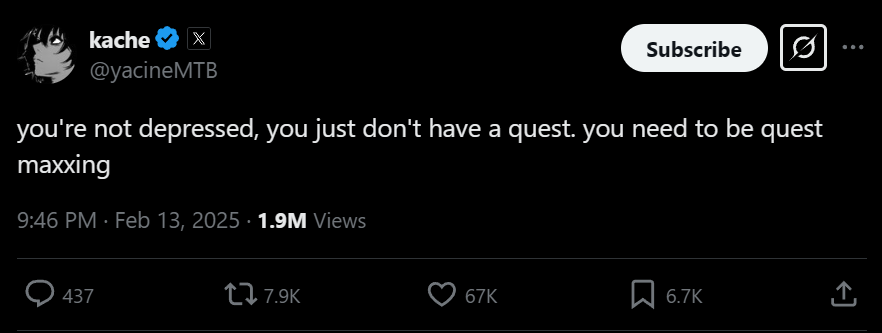 kache
@yacineMTB
Subscribe
you're not depressed, you just don't have a quest. you need to be quest
maxxing
9:46 PM · Feb 13, 2025 · 1.9M Views
437 7.9K 67K 6.7K